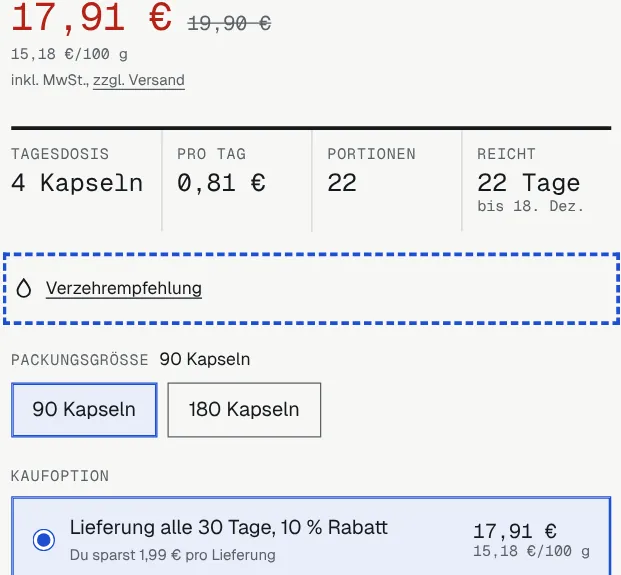 17,91 € 19,90 €
15,18 €/100 g
inkl. MwSt., zzgl. Versand
TAGESDOSIS PRO TAG PORTIONEN REICHT
4 Kapseln 0,81 € 22 22 Tage
bis 18. Dez.
Verzehrempfehlung
PACKUNGSGRÖSSE 90 Kapseln
90 Kapseln 180 Kapseln
KAUFOPTION
Lieferung alle 30 Tage, 10 % Rabatt 17,91 €
Du sparst 1,99 € pro Lieferung 15,18 €/100 g